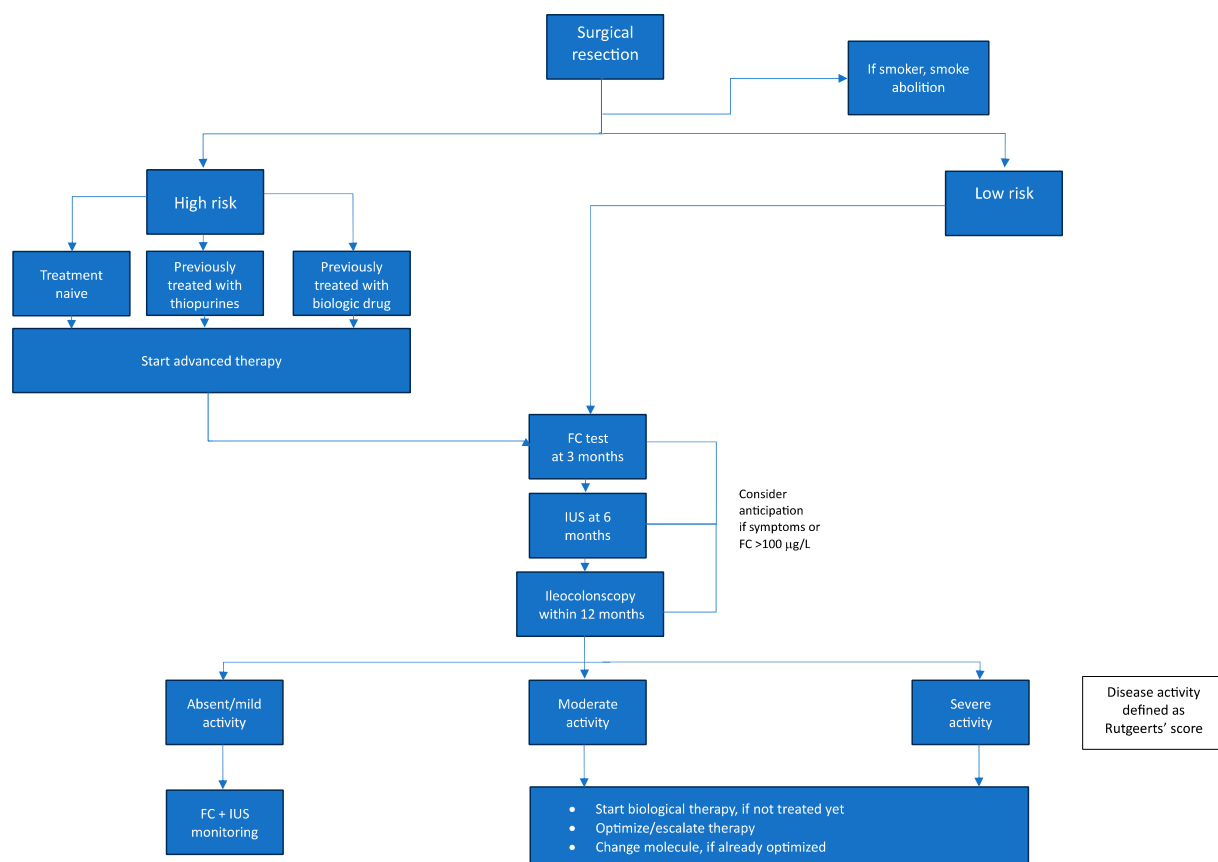 Surgical
resection
If smoker, smoke
abolition
High risk
Low risk
Treatment
naive
Previously
treated with
thiopurines
Previously
treated with
biologic drug
Start advanced therapy
FC test
at 3 months
IUS at 6
months
Ileocolonscopy
within 12 months
Consider
anticipation
if symptoms or
FC >100 µg/L
Absent/mild
activity
Moderate
activity
Severe
activity
Disease activity
defined as
Rutgeerts’ score
FC + IUS
monitoring
• Start biological therapy, if not treated yet
• Optimize/escalate therapy
• Change molecule, if already optimized